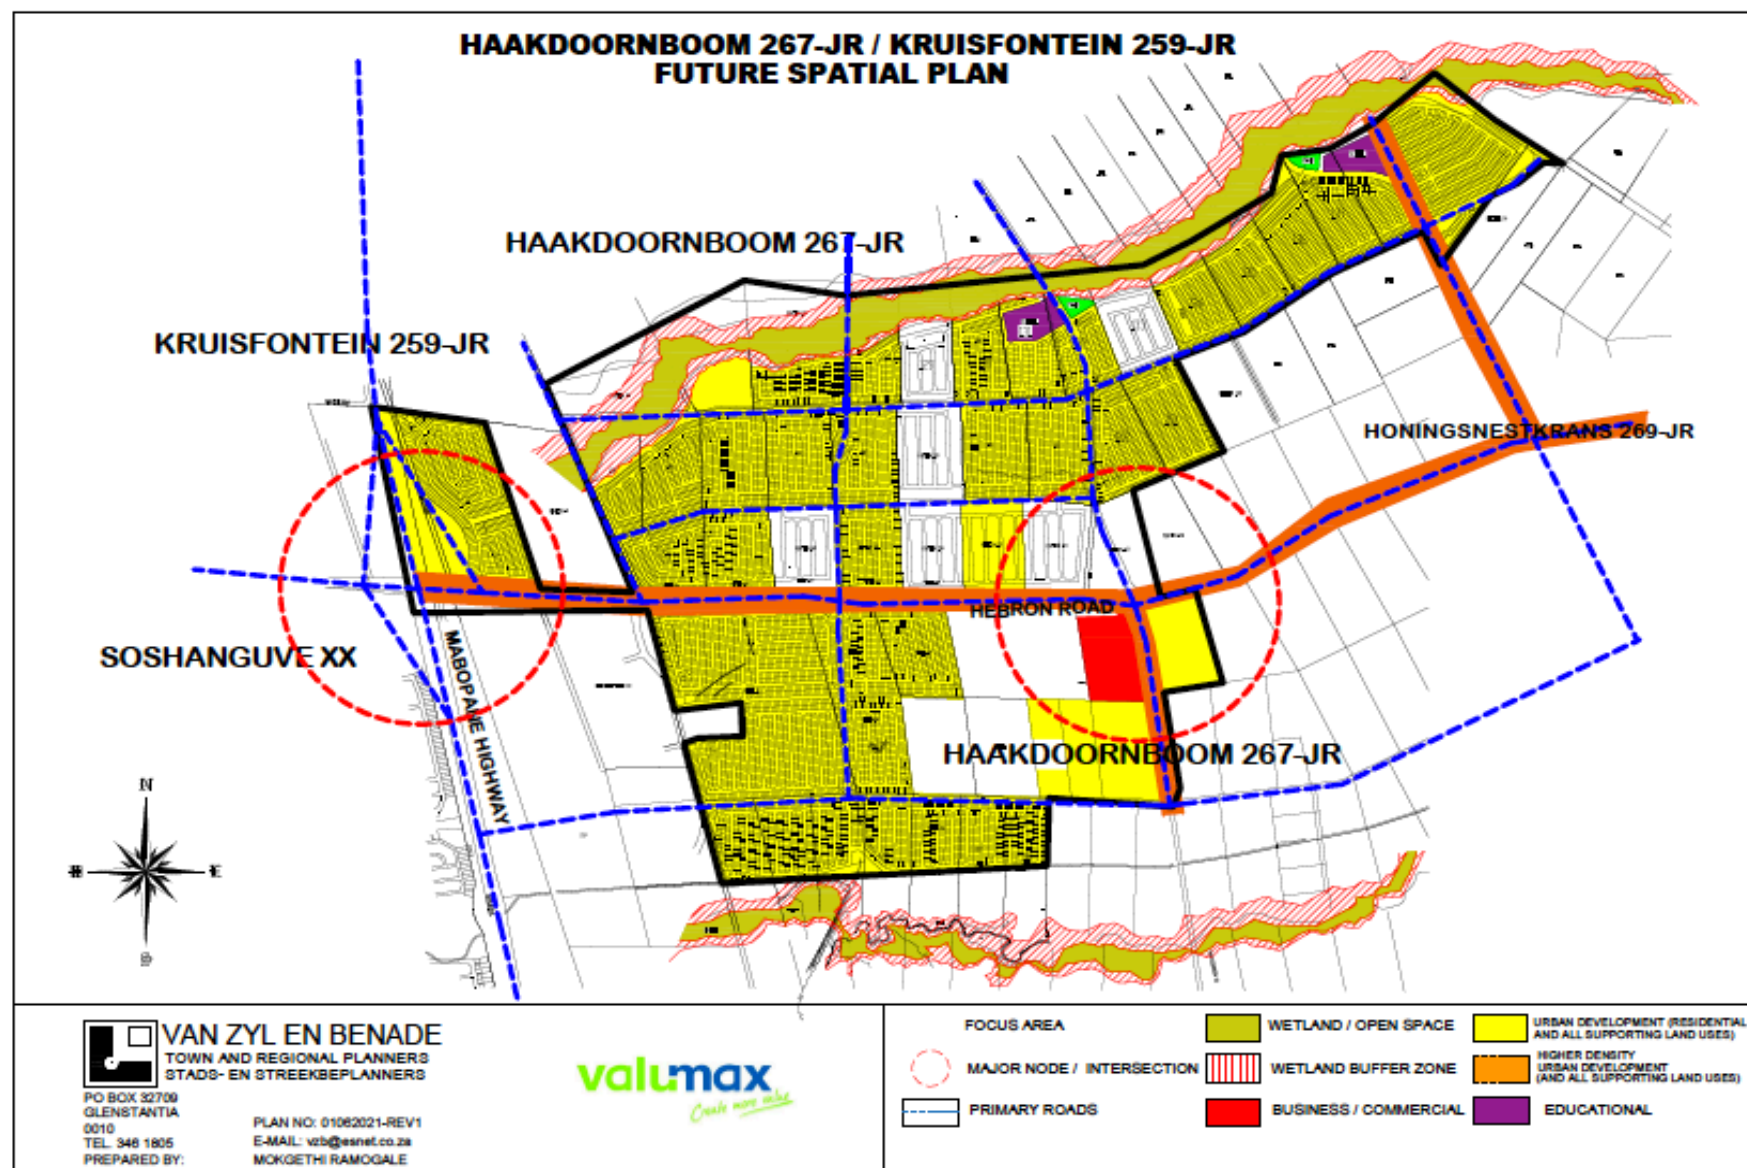 HAAKDOORNBOOM 267-JR / KRUISFONTEIN 259-JR
FUTURE SPATIAL PLAN
HAAKDOORNBOOM 267-JR
KRUISFONTEIN 259-JR
HONINGSNESTKRANS 269-JR
HEBRON ROAD
SOSHANGUVE XX
MABOPANE HIGHWAY
HAAKDOORNBOOM 267-JR
N
E
S
VAN ZYL EN BENADE
TOWN AND REGIONAL PLANNERS
STADS- EN STREEKBEPLANNERS
PO BOX 32709
GLENSTANTIA
0010
TEL. 346 1805
PREPARED BY:
PLAN NO: 01062021-REV1
E-MAIL: vzb@esnet.co.za
MOKGETHI RAMOGALE
valumax
Create more value
FOCUS AREA
MAJOR NODE / INTERSECTION
PRIMARY ROADS
WETLAND / OPEN SPACE
WETLAND BUFFER ZONE
BUSINESS / COMMERCIAL
URBAN DEVELOPMENT (RESIDENTIAL
AND ALL SUPPORTING LAND USES)
HIGHER DENSITY
URBAN DEVELOPMENT
(AND ALL SUPPORTING LAND USES)
EDUCATIONAL